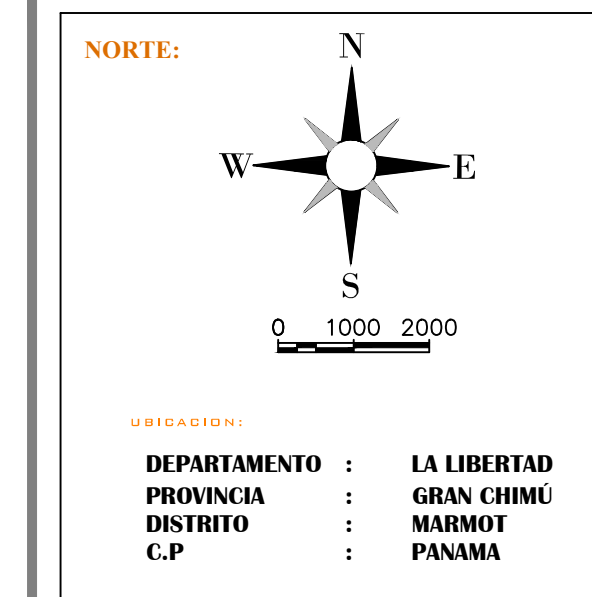 NORTE:
N
W E
S
0 1000 2000
UBICACION:
DEPARTAMENTO : LA LIBERTAD
PROVINCIA : GRAN CHIMÚ
DISTRITO : MARMOT
C.P : PANAMA